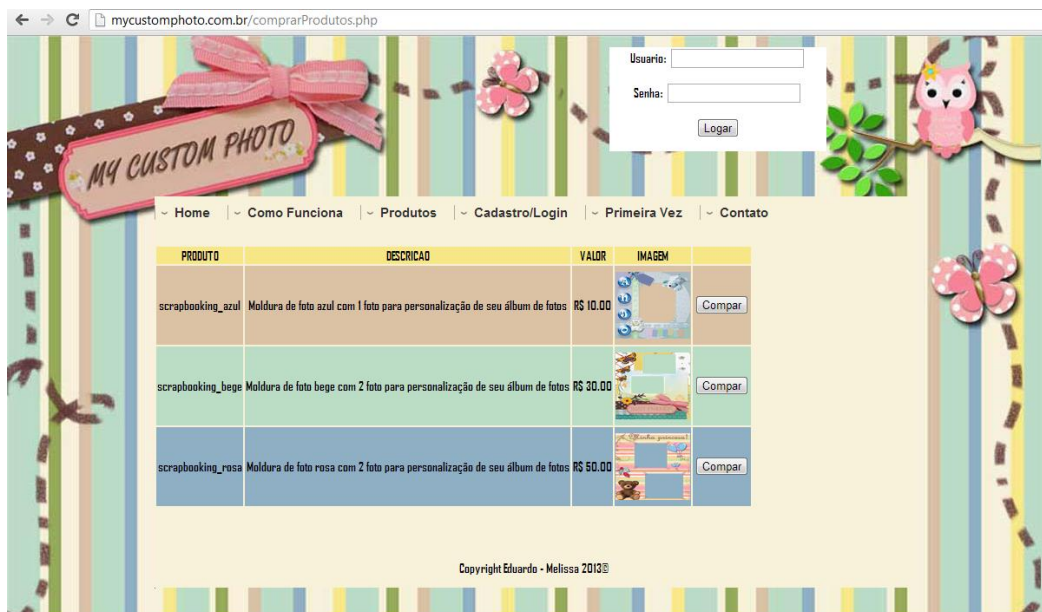 mycustomphoto.com.br/comprarProdutos.php
MY CUSTOM PHOTO
Usuario:
Senha:
Logar
Home Como Funciona Produtos Cadastro/Login Primeira Vez Contato
PRODUTO DESCRICAO VALOR IMAGEM
scrapbooking_azul Moldura de foto azul com 1 foto para personalização de seu álbum de fotos R$ 10.00 Compar
scrapbooking_bege Moldura de foto bege com 2 foto para personalização de seu álbum de fotos R$ 30.00 Compar
Minha princesa!
scrapbooking_rosa Moldura de foto rosa com 2 foto para personalização de seu álbum de fotos R$ 50.00 Compar
Copyright Eduardo - Melissa 2013